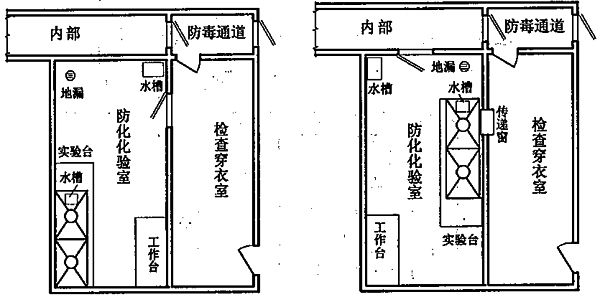 内部
防毒通道
地漏
水槽
防化化验室
检查穿衣室
实验台
水槽
工作台
内部
防毒通道
水槽
地漏
水槽
传递窗
防化化验室
检查穿衣室
实验台
工作台